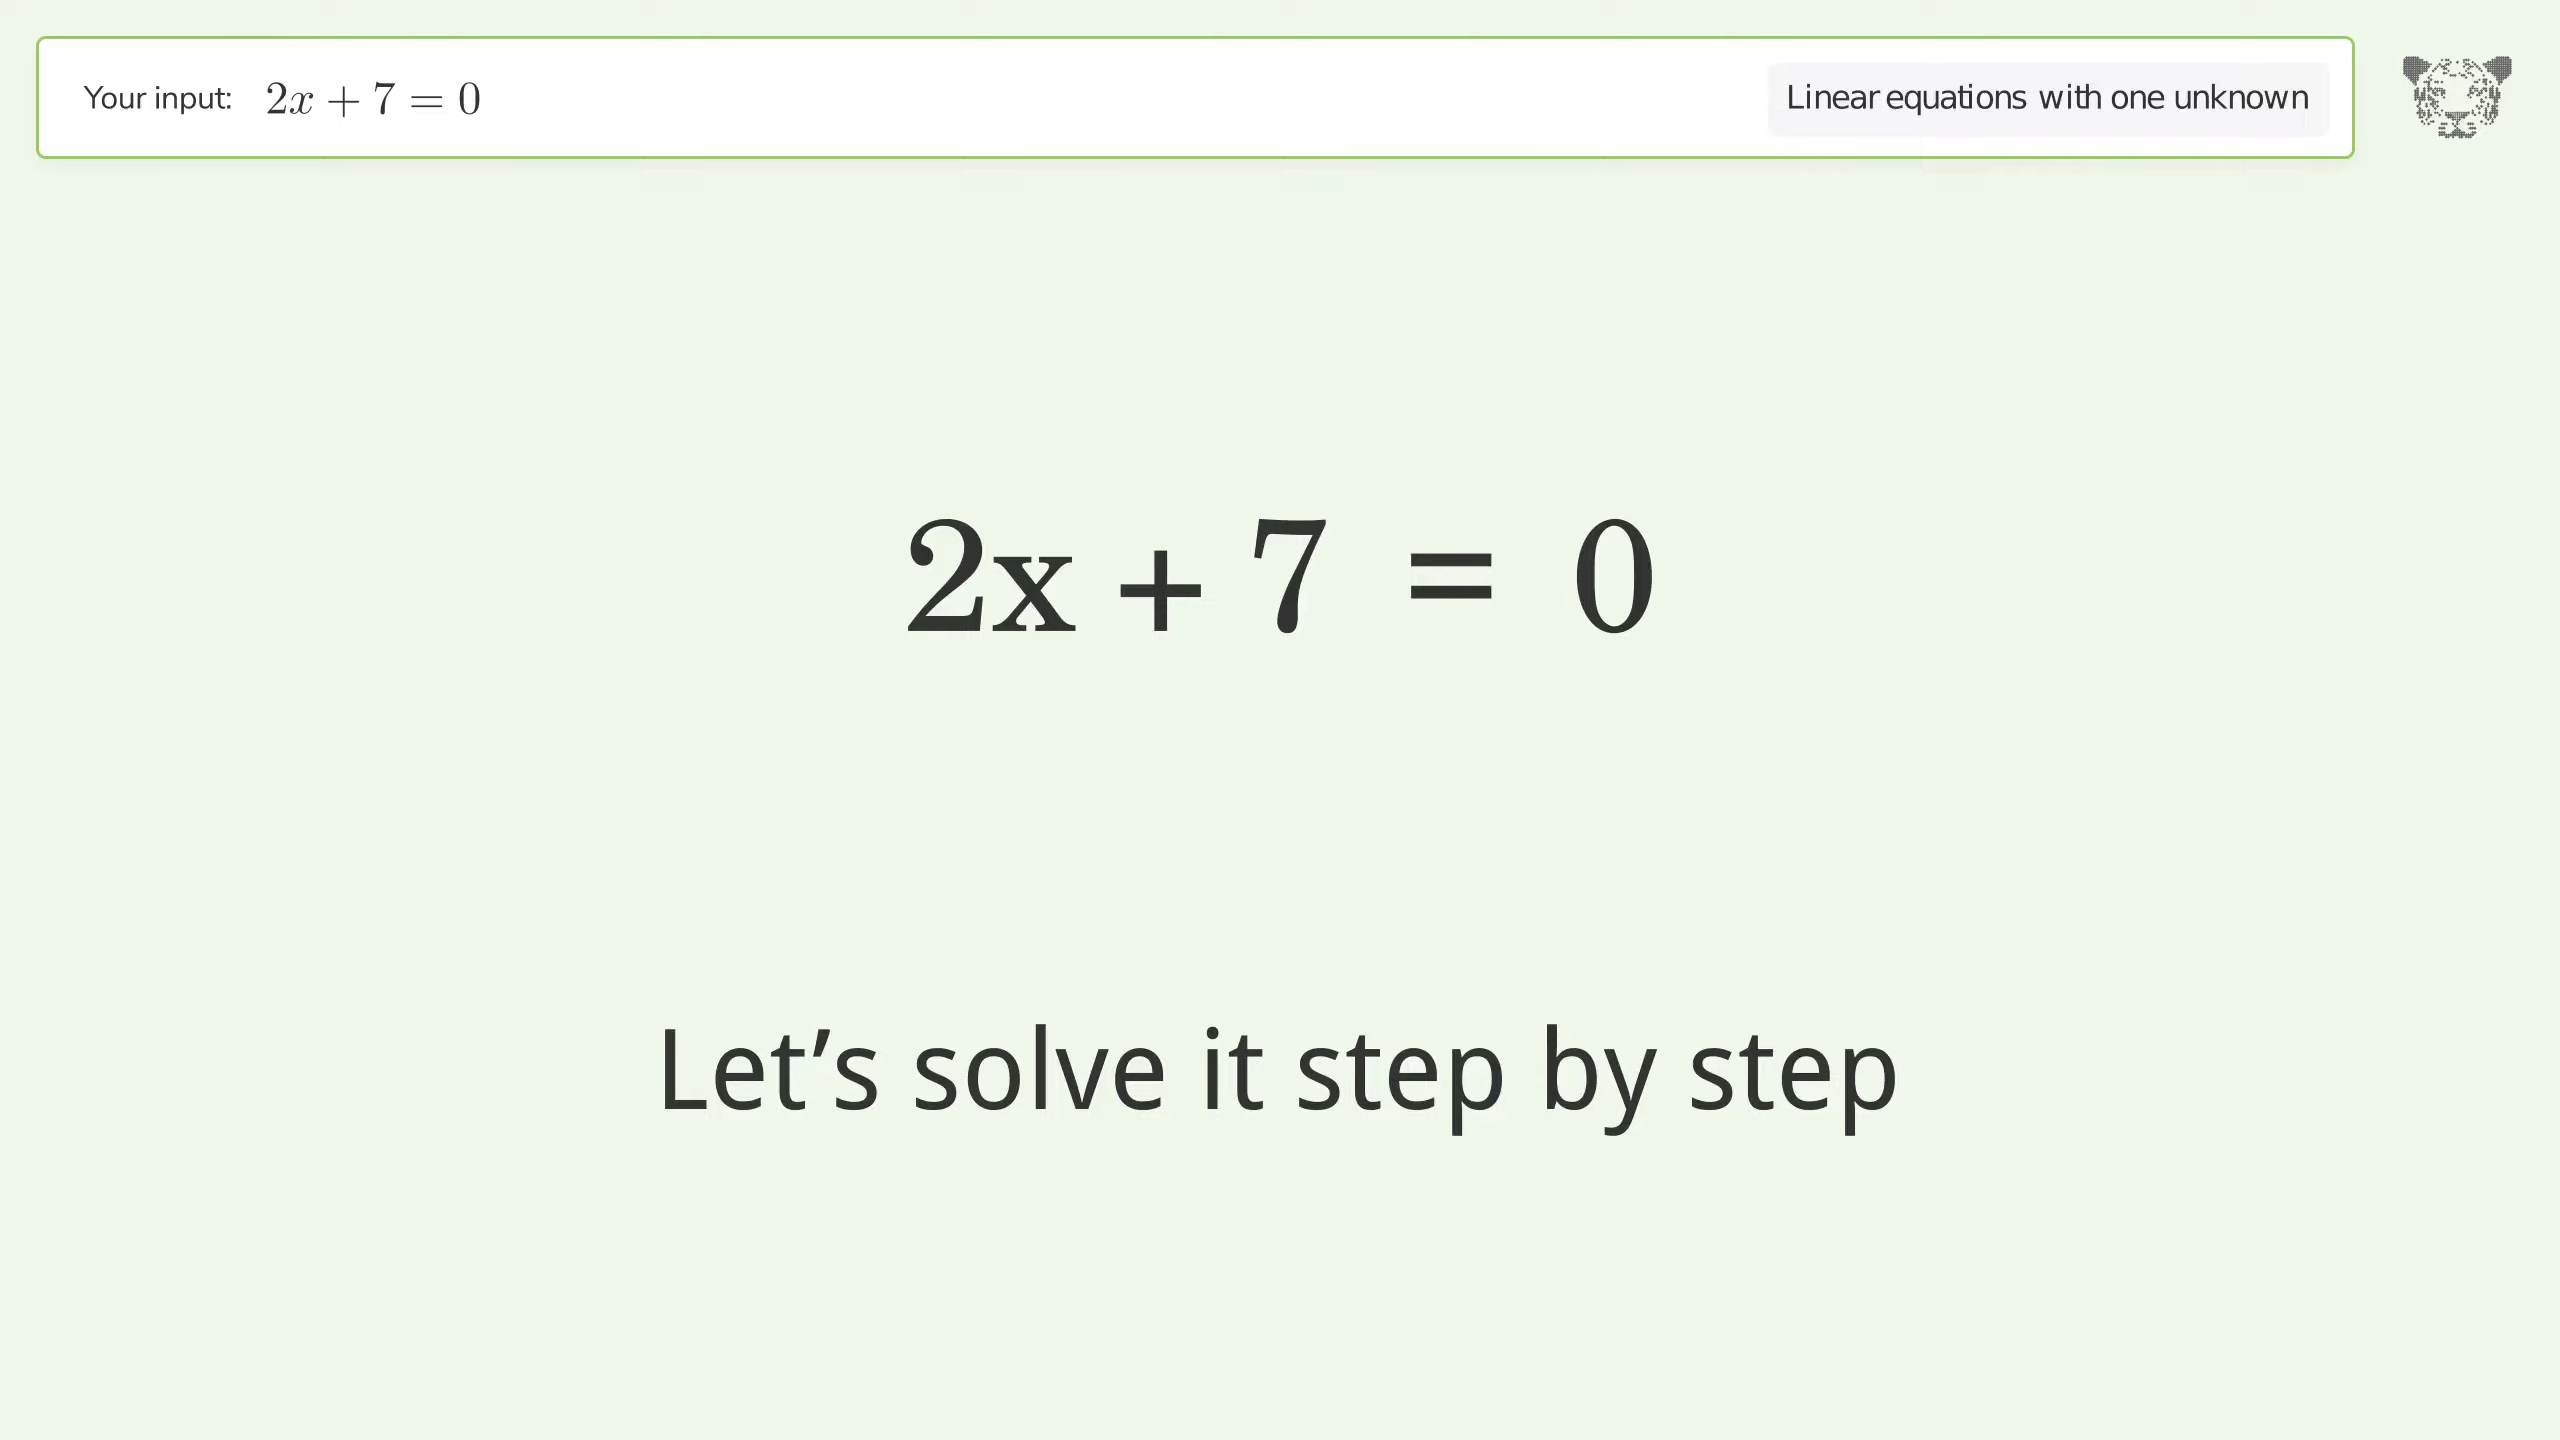 Your input: 2x + 7 = 0
Linear equations with one unknown
2x + 7 = 0
Let’s solve it step by step